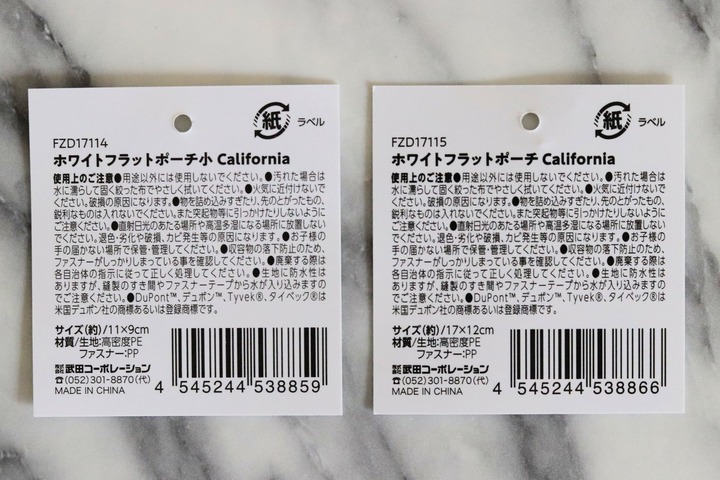 紙
ラベル
FZD17114
ホワイトフラットポーチ小 California
使用上のご注意●用途以外には使用しないでください。●汚れた場合は
水に濡らして固く絞った布でやさしく拭いてください。●火気に近付けないで
ください。破損の原因になります。●物を詰め込みすぎたり、先のとがったもの、
鋭利なものは入れないでください。また突起物等に引っかけたりしないように
ご注意ください。●直射日光のあたる場所や高温多湿になる場所に放置しない
でください。退色・劣化や破損、カビ発生等の原因になります。●お子様の
手の届かない場所で保管・管理してください。●収容物の落下防止のため、
ファスナーがしっかりしまっている事を確認してください。●廃棄する際は
各自治体の指示に従って正しく処理してください。●生地に防水性は
ありますが、縫製のすき間やファスナーテープから水が入り込みますの
でご注意ください。●DuPont™、デュポン™、Tyvek®、タイベック®は
米国デュポン社の商標あるいは登録商標です。
サイズ(約)/11×9cm
材質/生地:高密度PE
ファスナー:PP
株式会社武田コーポレーション
☎(052)301-8870(代)
MADE IN CHINA
4 545244 538859
紙
ラベル
FZD17115
ホワイトフラットポーチ California
使用上のご注意●用途以外には使用しないでください。●汚れた場合は
水に濡らして固く絞った布でやさしく拭いてください。●火気に近付けないで
ください。破損の原因になります。●物を詰め込みすぎたり、先のとがったもの、
鋭利なものは入れないでください。また突起物等に引っかけたりしないように
ご注意ください。●直射日光のあたる場所や高温多湿になる場所に放置しない
でください。退色・劣化や破損、カビ発生等の原因になります。●お子様の
手の届かない場所で保管・管理してください。●収容物の落下防止のため、
ファスナーがしっかりしまっている事を確認してください。●廃棄する際は
各自治体の指示に従って正しく処理してください。●生地に防水性は
ありますが、縫製のすき間やファスナーテープから水が入り込みますの
でご注意ください。●DuPont™、デュポン™、Tyvek®、タイベック®は
米国デュポン社の商標あるいは登録商標です。
サイズ(約)/17×12cm
材質/生地:高密度PE
ファスナー:PP
株式会社武田コーポレーション
☎(052)301-8870(代)
MADE IN CHINA
4 545244 538866